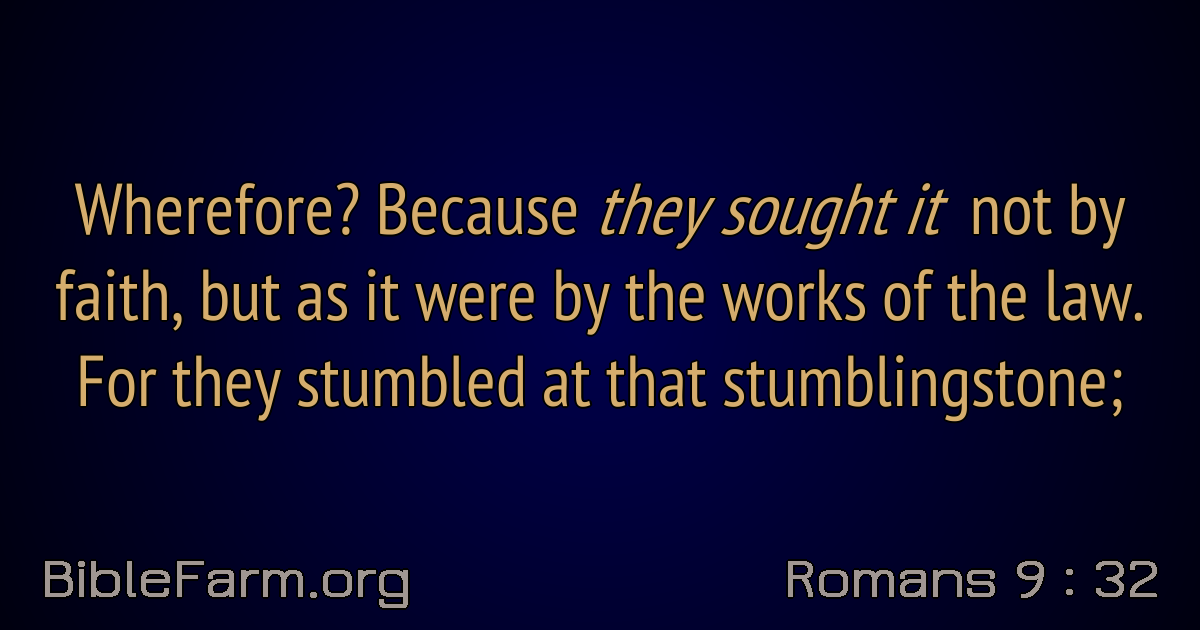 Wherefore? Because they sought it not by
faith, but as it were by the works of the law.
For they stumbled at that stumblingstone;
BibleFarm.org
Romans 9 : 32